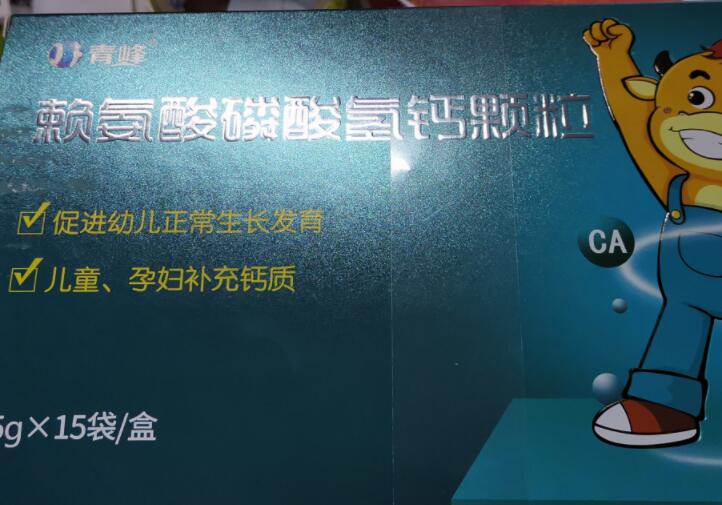 青峰®
赖氨酸磷酸氢钙颗粒
促进幼儿正常生长发育
儿童、孕妇补充钙质
CA
5g×15袋/盒